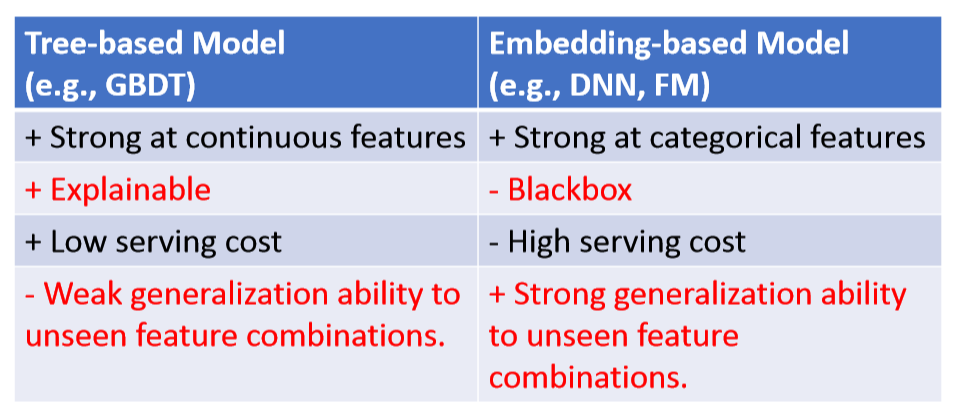 Tree-based Model
(e.g., GBDT)
Embedding-based Model
(e.g., DNN, FM)
+ Strong at continuous features
+ Strong at categorical features
+ Explainable
- Blackbox
+ Low serving cost
- High serving cost
- Weak generalization ability to
unseen feature combinations.
+ Strong generalization ability
to unseen feature
combinations.